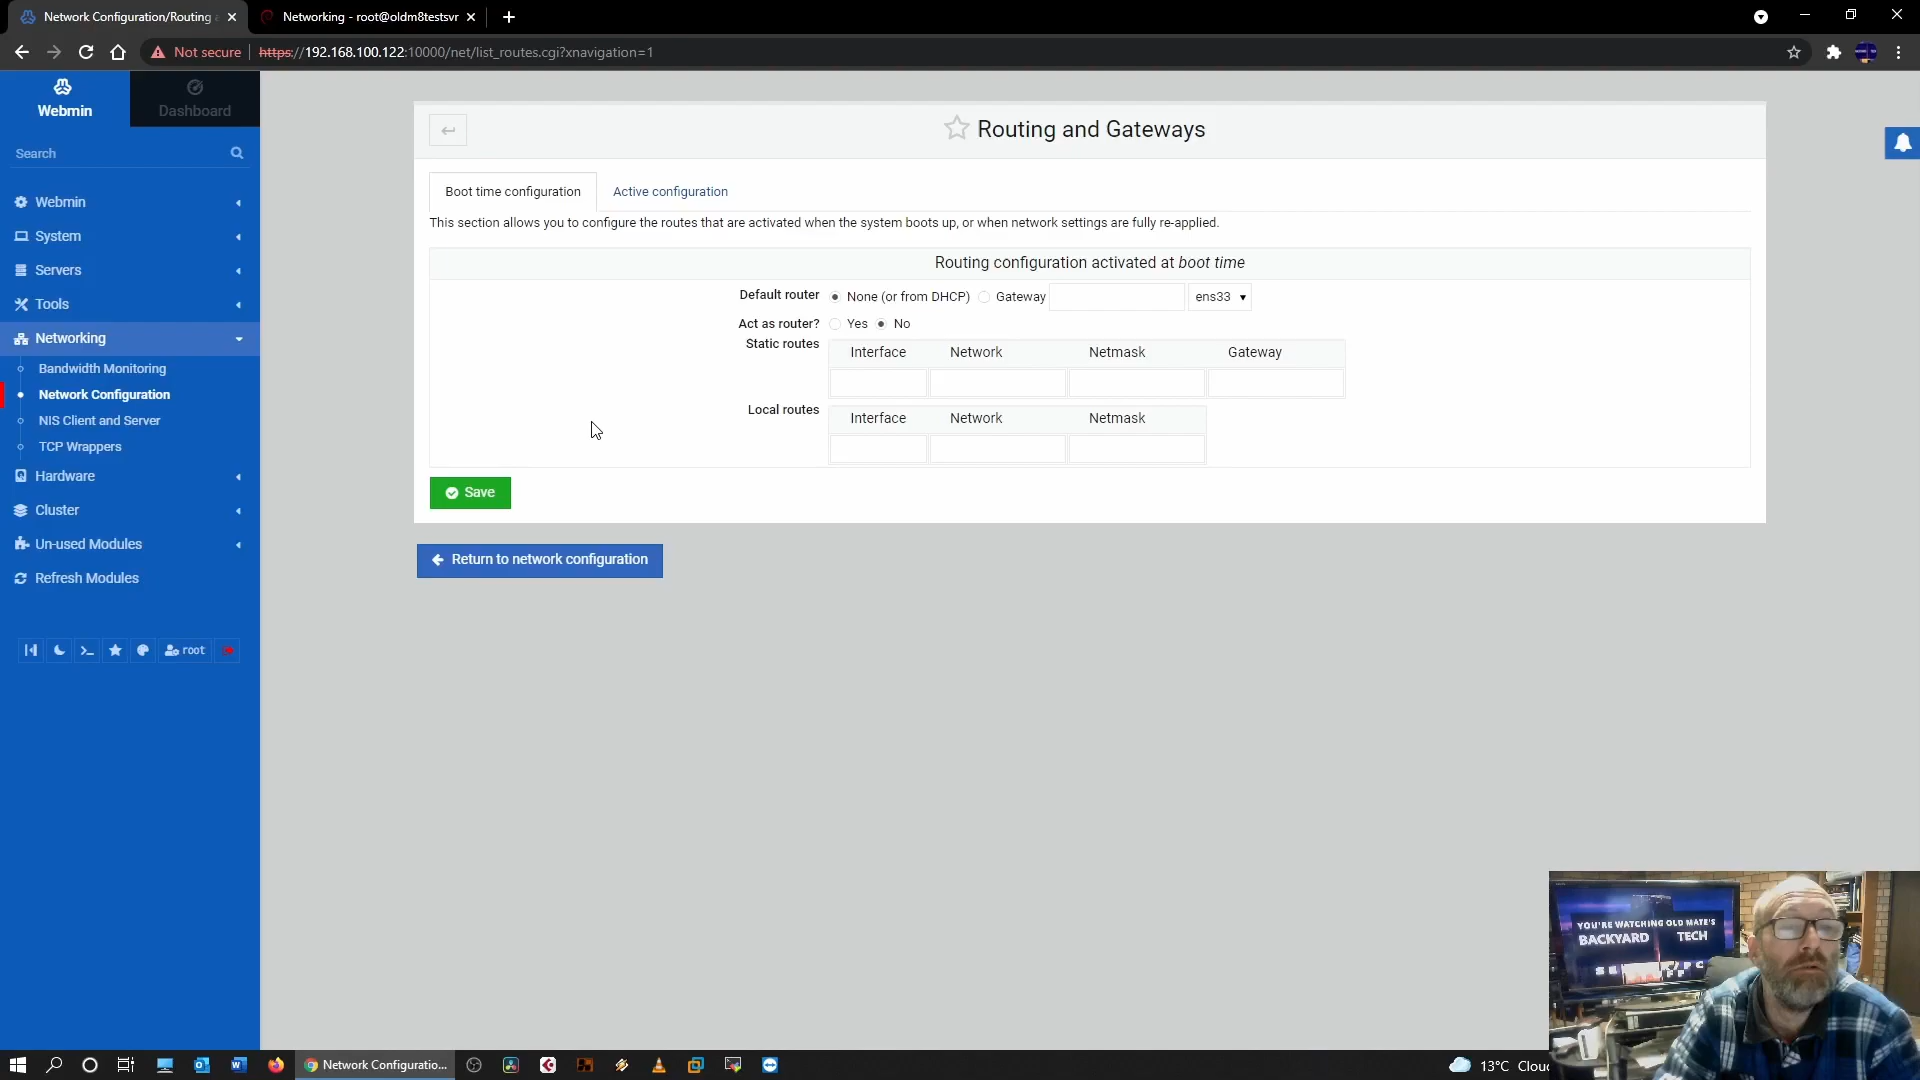 Network Configuration/Routing a
Networking - root@oldm8testsvr
Not secure
https://192.168.100.122:10000/net/list_routes.cgi?xnavigation=1
Webmin
Dashboard
Search
Webmin
System
Servers
Tools
Networking
Bandwidth Monitoring
Network Configuration
NIS Client and Server
TCP Wrappers
Hardware
Cluster
Un-used Modules
Refresh Modules
root
Routing and Gateways
Boot time configuration
Active configuration
This section allows you to configure the routes that are activated when the system boots up, or when network settings are fully re-applied.
Routing configuration activated at boot time
Default router
None (or from DHCP)
Gateway
ens33
Act as router?
Yes
No
Static routes
Interface Network Netmask Gateway
Local routes
Interface Network Netmask
Save
Return to network configuration
YOU'RE WATCHING OLD MATE'S
BACKYARD TECH
Network Configuratio...
13°C Cloud